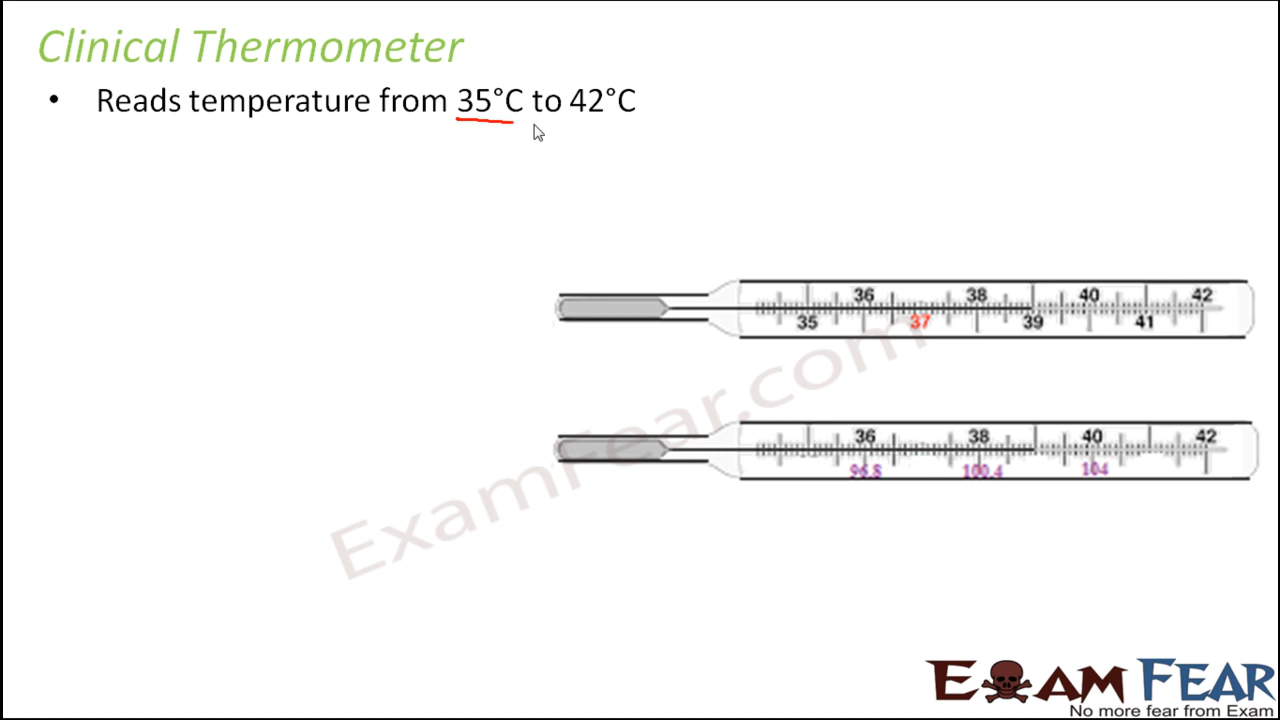 Clinical Thermometer
• Reads temperature from 35°C to 42°C
36 38 40 42
35 37 39 41
36 38 40 42
96.8 100.4 104
ExamFear.com
EXAM FEAR
No more fear from Exam